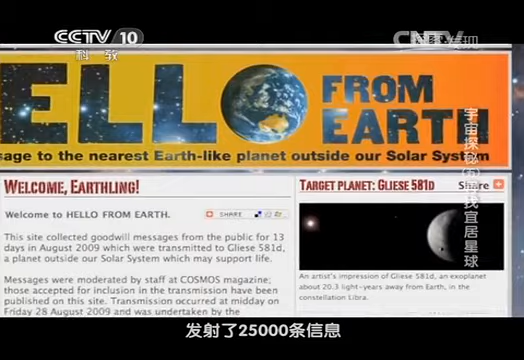 CCTV 10
科教
CNTV
探索·发现
HELLO FROM EARTH
sage to the nearest Earth-like planet outside our Solar System
宇宙探秘(五)寻找宜居星球
WELCOME, EARTHLING!
Welcome to HELLO FROM EARTH.
SHARE
This site collected goodwill messages from the public for 13
days in August 2009 which were transmitted to Gliese 581d,
a planet outside our Solar System which may support life.
Messages were moderated by staff at COSMOS magazine;
those accepted for inclusion in the transmission have been
published on this site. Transmission occurred at midday on
Friday 28 August 2009 and was undertaken by the
TARGET PLANET: GLIESE 581D
Share
An artist's impression of Gliese 581d, an exoplanet
about 20.3 light-years away from Earth, in the
constellation Libra.
发射了25000条信息